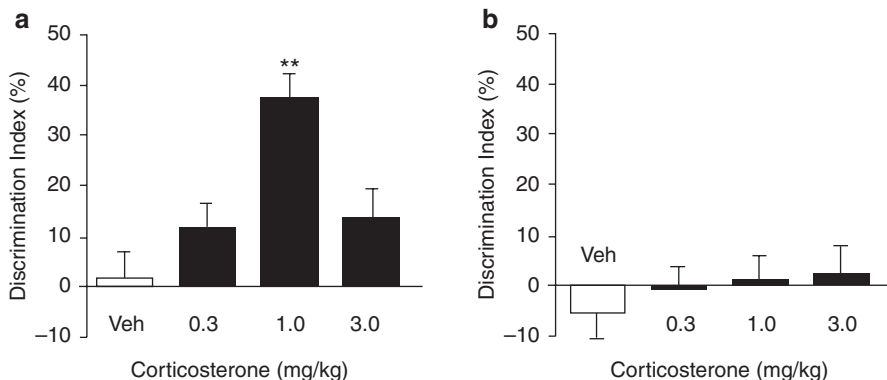 a
Discrimination Index (%)
50
40
30
20
10
0
–10
**
Veh
0.3
1.0
3.0
Corticosterone (mg/kg)
b
Discrimination Index (%)
50
40
30
20
10
0
–10
Veh
0.3
1.0
3.0
Corticosterone (mg/kg)